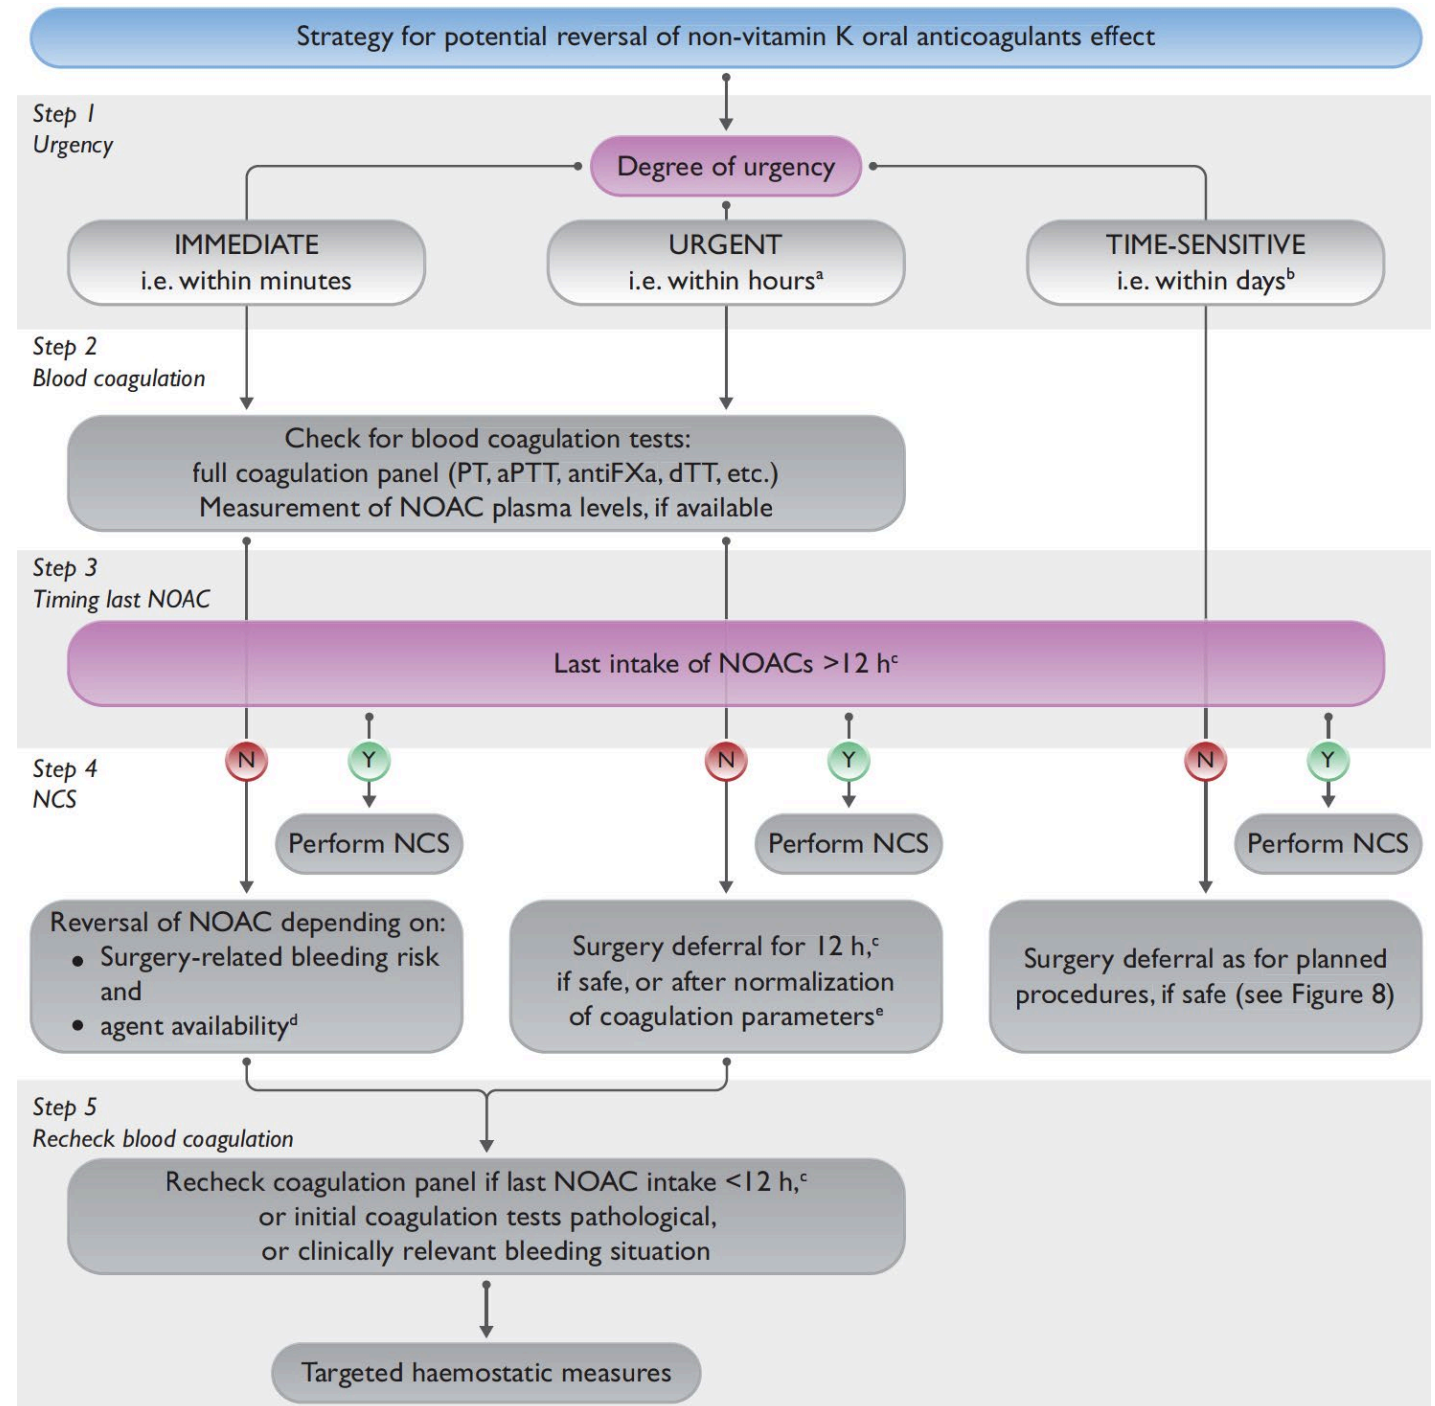 Strategy for potential reversal of non-vitamin K oral anticoagulants effect
Step 1
Urgency
Degree of urgency
IMMEDIATE
i.e. within minutes
URGENT
i.e. within hoursᵃ
TIME-SENSITIVE
i.e. within daysᵇ
Step 2
Blood coagulation
Check for blood coagulation tests:
full coagulation panel (PT, aPTT, antiFXa, dTT, etc.)
Measurement of NOAC plasma levels, if available
Step 3
Timing last NOAC
Last intake of NOACs >12 hᶜ
N
Y
N
Y
N
Y
Step 4
NCS
Perform NCS
Perform NCS
Perform NCS
Reversal of NOAC depending on:
• Surgery-related bleeding risk
and
• agent availabilityᵈ
Surgery deferral for 12 h,ᶜ
if safe, or after normalization
of coagulation parametersᵉ
Surgery deferral as for planned
procedures, if safe (see Figure 8)
Step 5
Recheck blood coagulation
Recheck coagulation panel if last NOAC intake <12 h,ᶜ
or initial coagulation tests pathological,
or clinically relevant bleeding situation
Targeted haemostatic measures